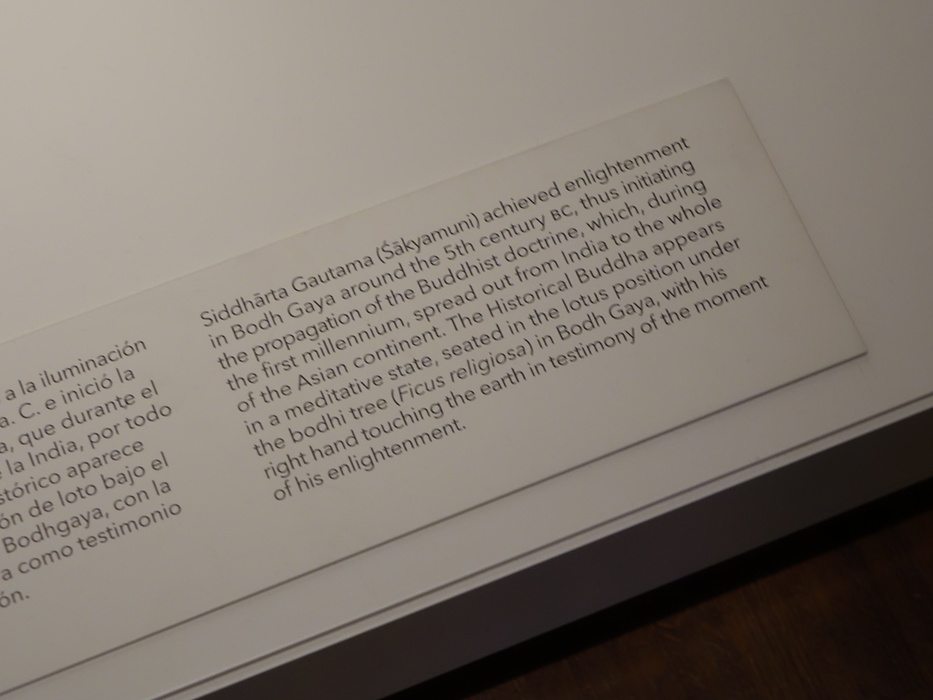 a la iluminación
a. C. e inició la
a, que durante el
la India, por todo
stórico aparece
ón de loto bajo el
Bodhgaya, con la
a como testimonio
ón.
Siddhārta Gautama (Śākyamuni) achieved enlightenment
in Bodh Gaya around the 5th century BC, thus initiating
the propagation of the Buddhist doctrine, which, during
the first millennium, spread out from India to the whole
of the Asian continent. The Historical Buddha appears
in a meditative state, seated in the lotus position under
the bodhi tree (Ficus religiosa) in Bodh Gaya, with his
right hand touching the earth in testimony of the moment
of his enlightenment.